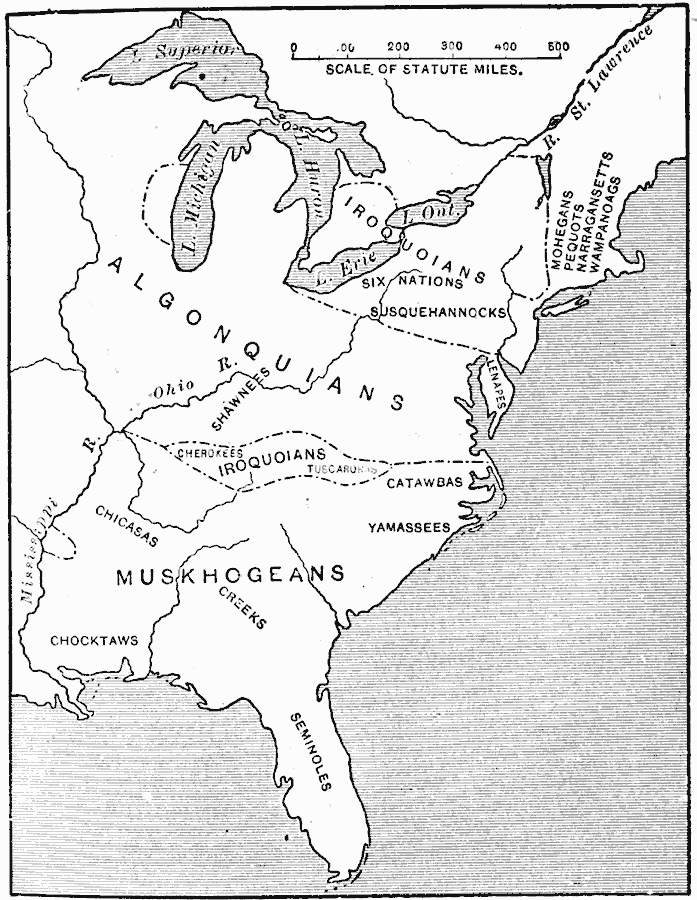 L. Superior
0 .00 200 300 400 500
SCALE OF STATUTE MILES.
R. St. Lawrence
L. Michigan
L. Huron
L. Ont.
L. Erie
IROQUOIANS
SIX NATIONS
SUSQUEHANNOCKS
MOHEGANS
PEQUOTS
NARRAGANSETTS
WAMPANOAGS
ALGONQUIANS
LENAPES
Ohio R.
SHAWNEES
CHEROKEES
IROQUOIANS
TUSCARORAS
CATAWBAS
YAMASSEES
Mississippi R.
CHICASAS
MUSKHOGEANS
CREEKS
CHOCKTAWS
SEMINOLES